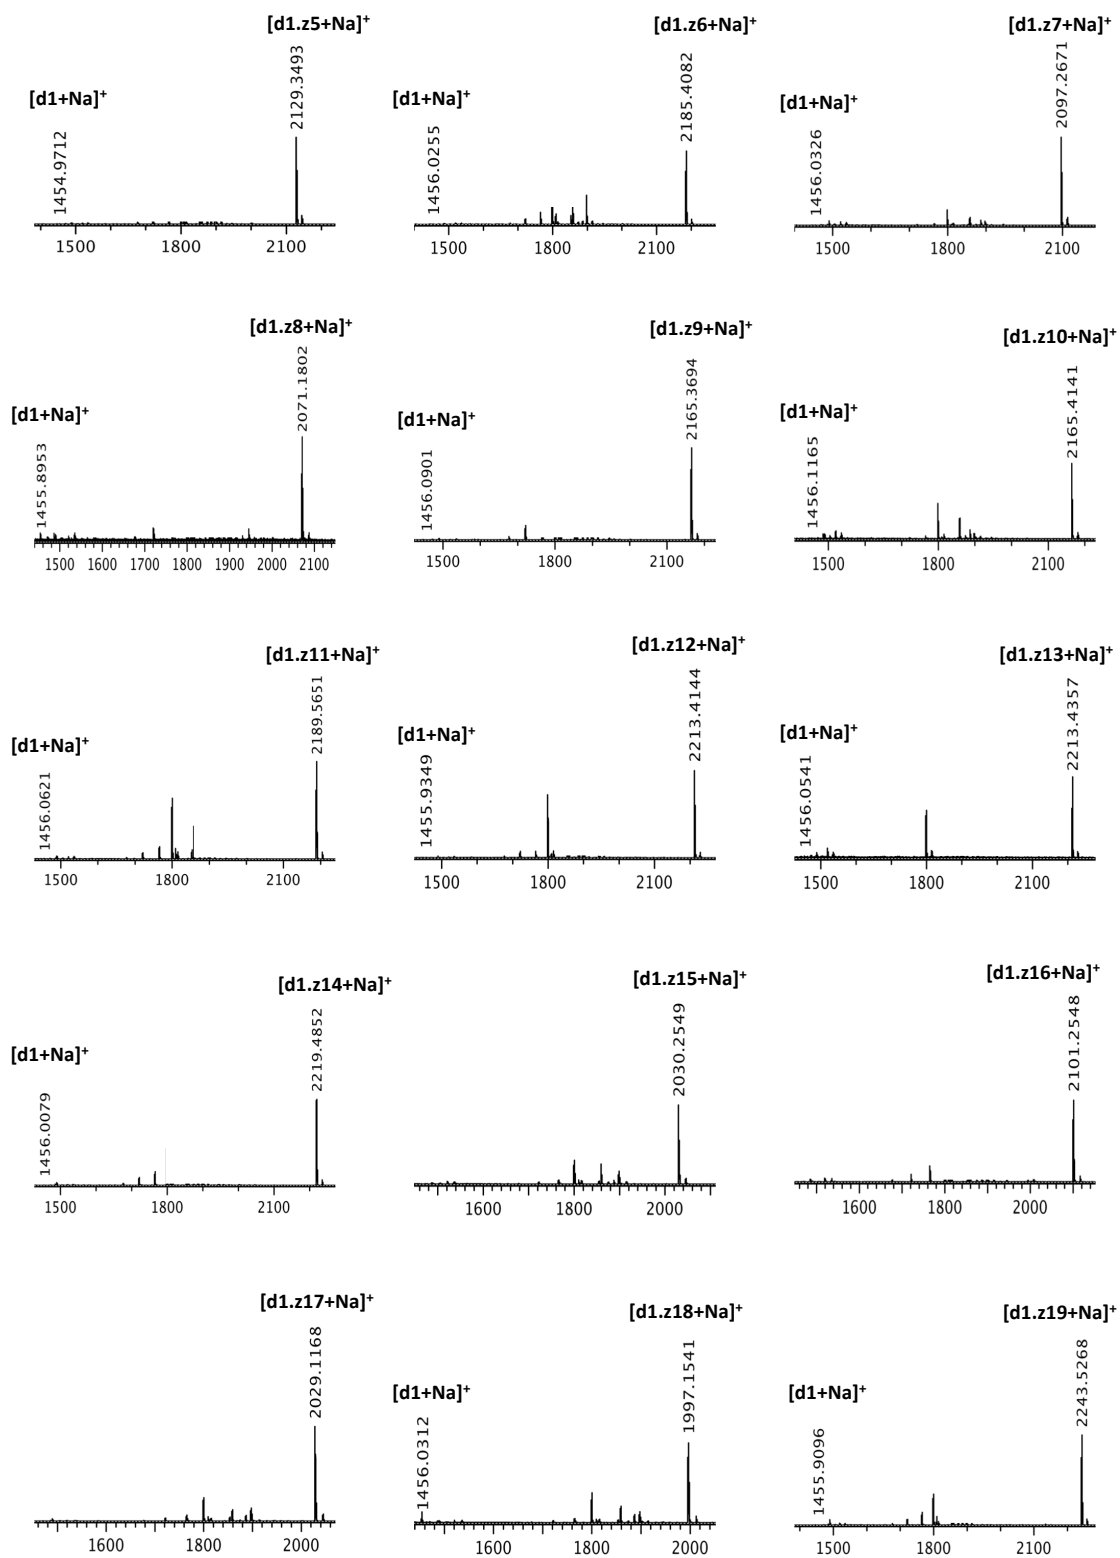 [d1.z5+Na]⁺
[d1+Na]⁺
1454.9712
2129.3493
1500 1800 2100
[d1.z6+Na]⁺
[d1+Na]⁺
1456.0255
2185.4082
1500 1800 2100
[d1.z7+Na]⁺
[d1+Na]⁺
1456.0326
2097.2671
1500 1800 2100
[d1.z8+Na]⁺
[d1+Na]⁺
1455.8953
2071.1802
1500 1600 1700 1800 1900 2000 2100
[d1.z9+Na]⁺
[d1+Na]⁺
1456.0901
2165.3694
1500 1800 2100
[d1.z10+Na]⁺
[d1+Na]⁺
1456.1165
2165.4141
1500 1800 2100
[d1.z11+Na]⁺
[d1+Na]⁺
1456.0621
2189.5651
1500 1800 2100
[d1.z12+Na]⁺
[d1+Na]⁺
1455.9349
2213.4144
1500 1800 2100
[d1.z13+Na]⁺
[d1+Na]⁺
1456.0541
2213.4357
1500 1800 2100
[d1.z14+Na]⁺
[d1+Na]⁺
1456.0079
2219.4852
1500 1800 2100
[d1.z15+Na]⁺
2030.2549
1600 1800 2000
[d1.z16+Na]⁺
2101.2548
1600 1800 2000
[d1.z17+Na]⁺
2029.1168
1600 1800 2000
[d1.z18+Na]⁺
[d1+Na]⁺
1456.0312
1997.1541
1600 1800 2000
[d1.z19+Na]⁺
[d1+Na]⁺
1455.9096
2243.5268
1500 1800 2100